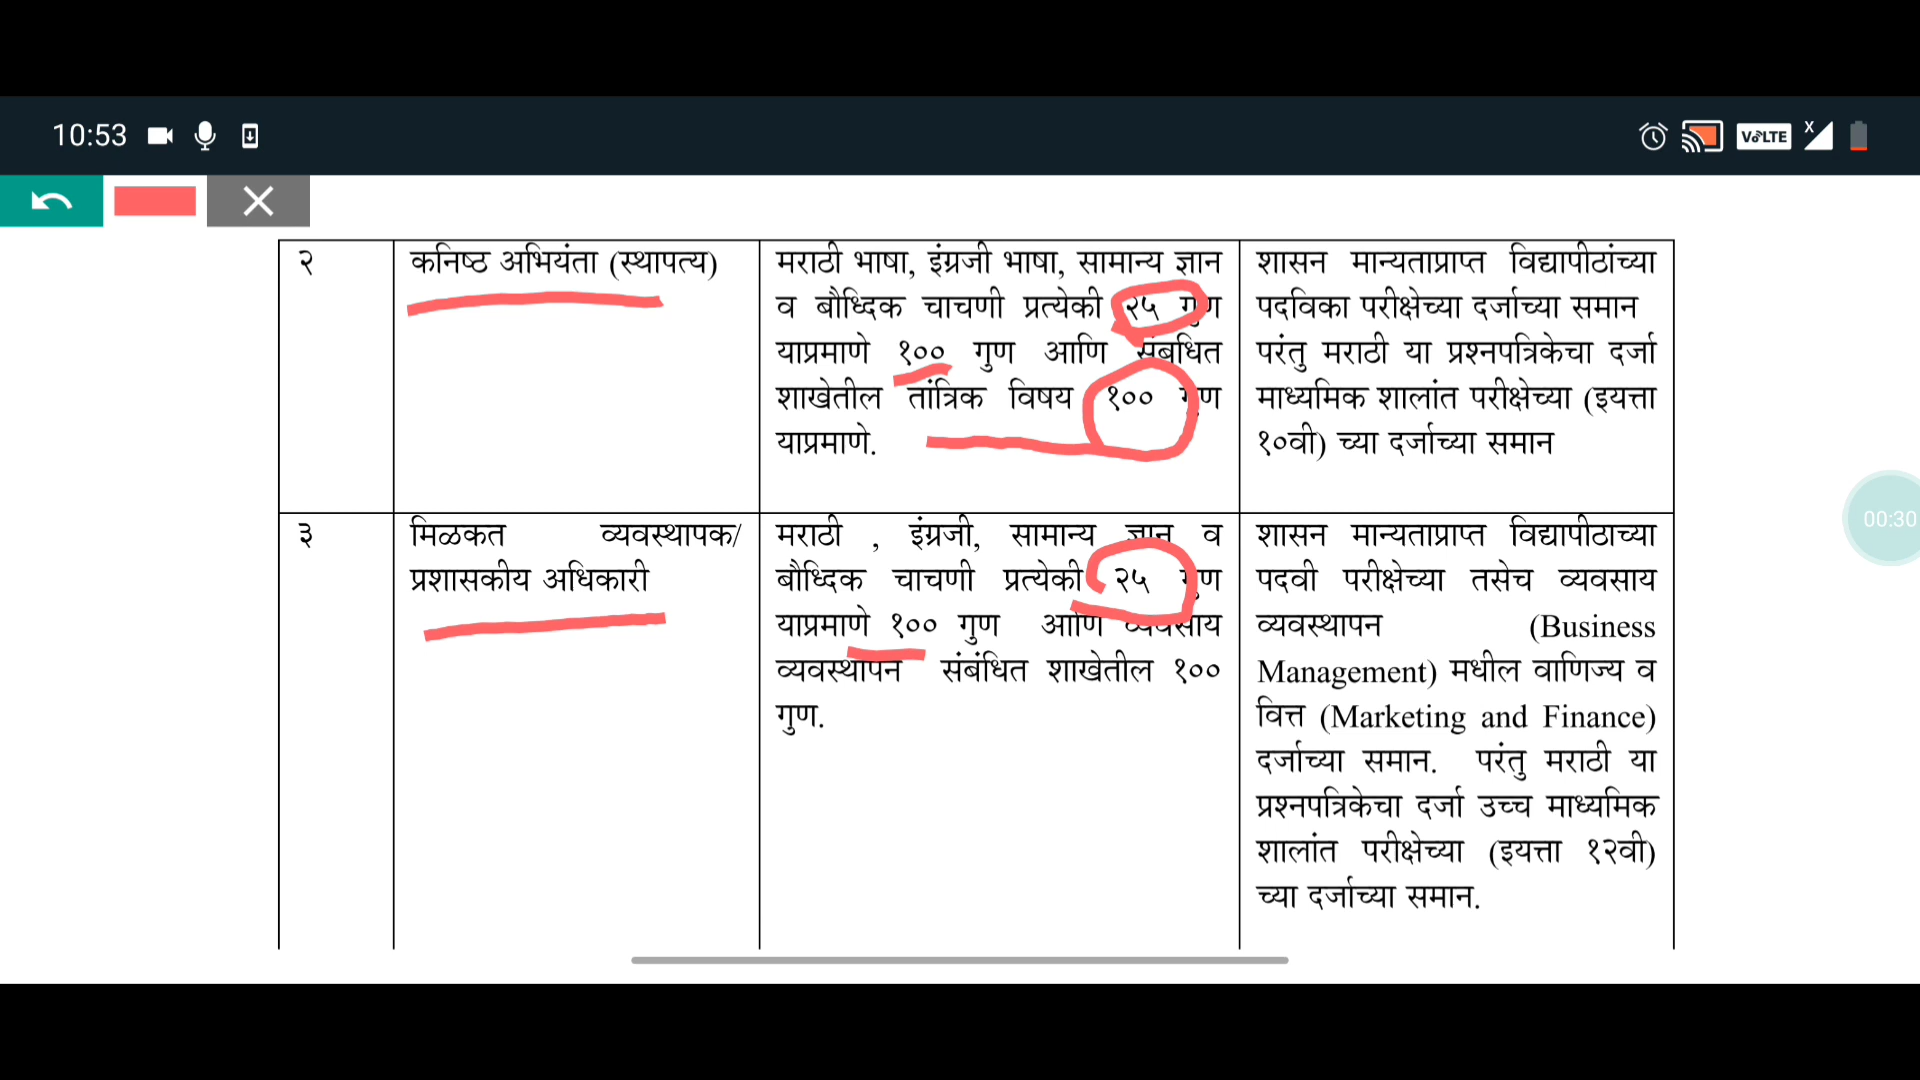 10:53
VoLTE
X
२
कनिष्ठ अभियंता (स्थापत्य)
मराठी भाषा, इंग्रजी भाषा, सामान्य ज्ञान
व बौध्दिक चाचणी प्रत्येकी २५ गुण
याप्रमाणे १०० गुण आणि संबधित
शाखेतील तांत्रिक विषय १०० गुण
याप्रमाणे.
शासन मान्यताप्राप्त विद्यापीठांच्या
पदविका परीक्षेच्या दर्जाच्या समान
परंतु मराठी या प्रश्नपत्रिकेचा दर्जा
माध्यमिक शालांत परीक्षेच्या (इयत्ता
१०वी) च्या दर्जाच्या समान
३
मिळकत व्यवस्थापक/
प्रशासकीय अधिकारी
मराठी , इंग्रजी, सामान्य ज्ञान व
बौध्दिक चाचणी प्रत्येकी २५ गुण
याप्रमाणे १०० गुण आणि व्यवसाय
व्यवस्थापन संबंधित शाखेतील १००
गुण.
शासन मान्यताप्राप्त विद्यापीठाच्या
पदवी परीक्षेच्या तसेच व्यवसाय
व्यवस्थापन (Business
Management) मधील वाणिज्य व
वित्त (Marketing and Finance)
दर्जाच्या समान. परंतु मराठी या
प्रश्नपत्रिकेचा दर्जा उच्च माध्यमिक
शालांत परीक्षेच्या (इयत्ता १२वी)
च्या दर्जाच्या समान.
00:30